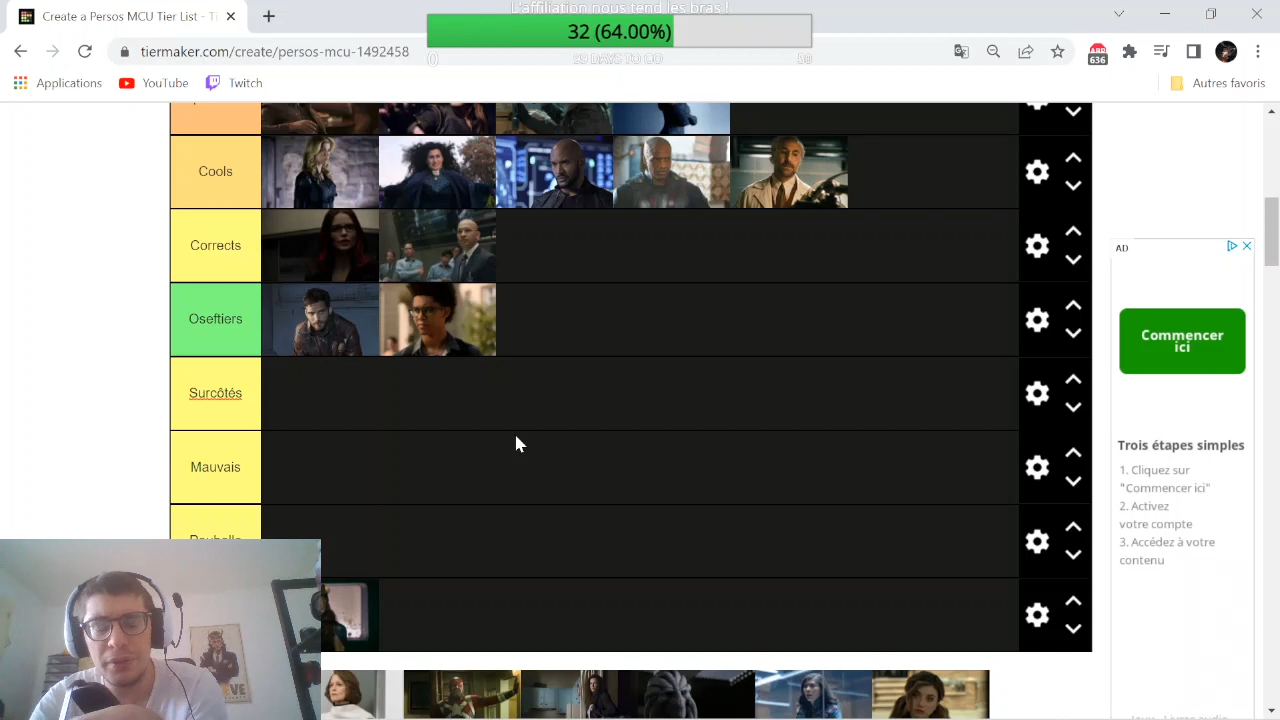 Create a Persos MCU Tier List - Ti
L'affiliation nous tend les bras !
32 (64.00%)
tiermaker.com/create/persos-mcu-1492458
636
Applications
YouTube
Twitch
Autres favoris
Cools
Corrects
Oseftiers
Surcôtés
Mauvais
AD
Commencer
ici
Trois étapes simples
1. Cliquez sur
"Commencer ici"
2. Activez
votre compte
3. Accédez à votre
contenu